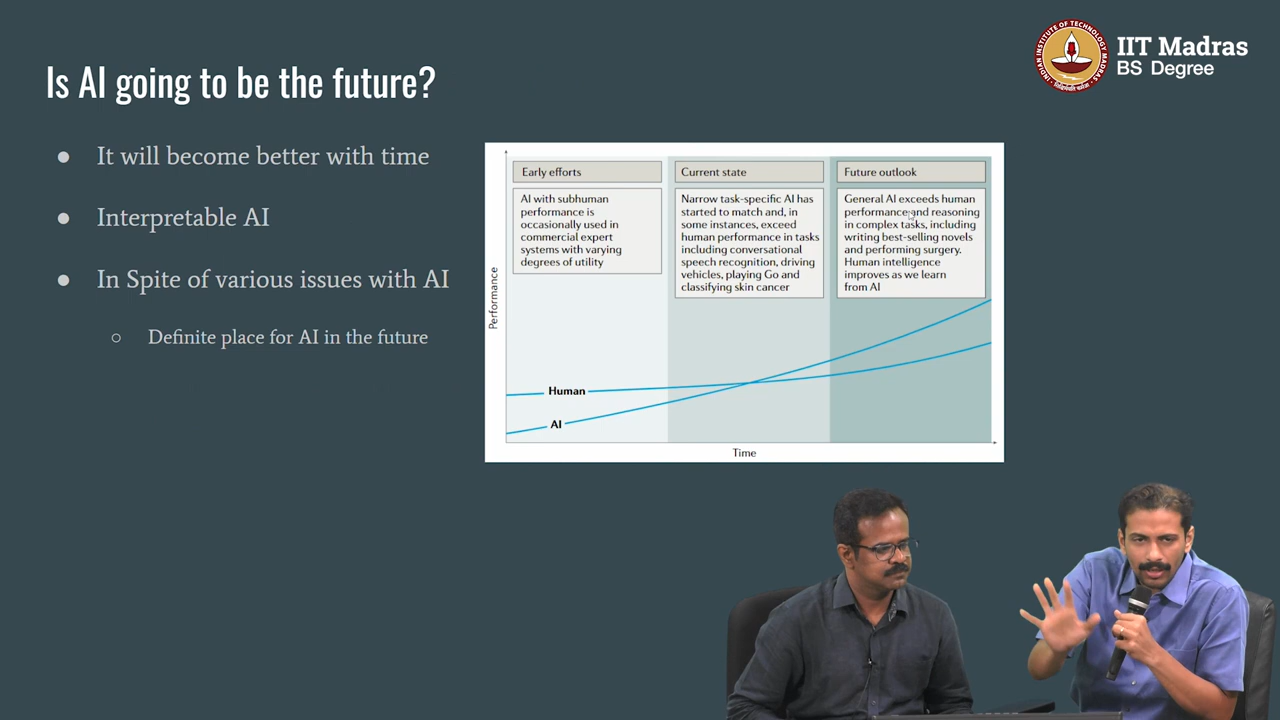 Is AI going to be the future?
IIT Madras
BS Degree
INDIAN INSTITUTE OF TECHNOLOGY MADRAS
● It will become better with time
● Interpretable AI
● In Spite of various issues with AI
○ Definite place for AI in the future
Early efforts
AI with subhuman
performance is
occasionally used in
commercial expert
systems with varying
degrees of utility
Current state
Narrow task-specific AI has
started to match and, in
some instances, exceed
human performance in tasks
including conversational
speech recognition, driving
vehicles, playing Go and
classifying skin cancer
Future outlook
General AI exceeds human
performance and reasoning
in complex tasks, including
writing best-selling novels
and performing surgery.
Human intelligence
improves as we learn
from AI
Performance
Human
AI
Time